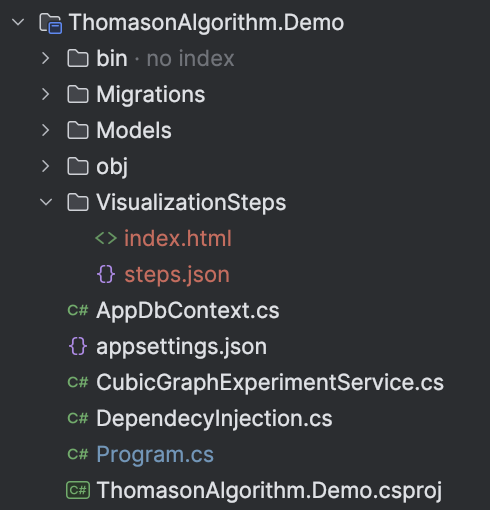 ThomasonAlgorithm.Demo
bin · no index
Migrations
Models
obj
VisualizationSteps
<> index.html
{} steps.json
C# AppDbContext.cs
{} appsettings.json
C# CubicGraphExperimentService.cs
C# DependecyInjection.cs
C# Program.cs
C# ThomasonAlgorithm.Demo.csproj